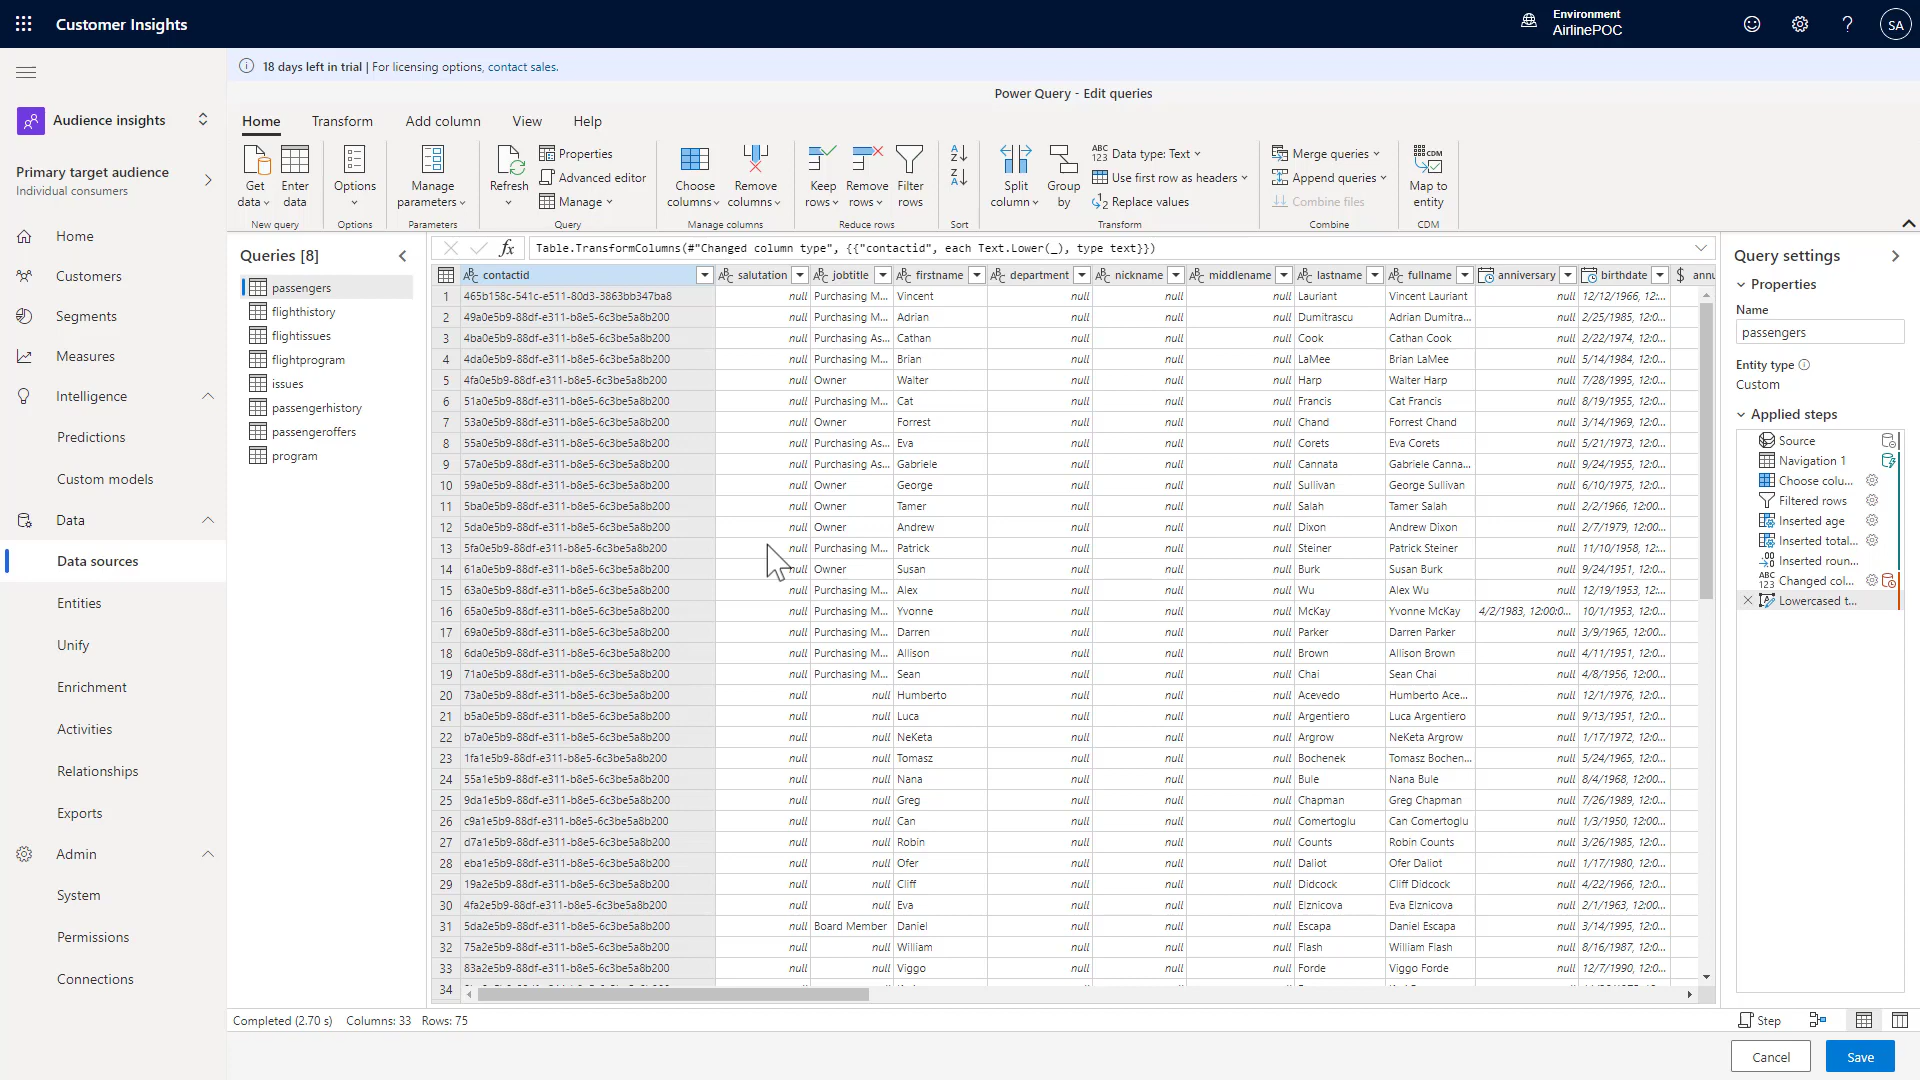 Customer Insights
Environment
AirlinePOC
SA
18 days left in trial | For licensing options, contact sales.
Power Query - Edit queries
Audience insights
Primary target audience
Individual consumers
Home
Customers
Segments
Measures
Intelligence
Predictions
Custom models
Data
Data sources
Entities
Unify
Enrichment
Activities
Relationships
Exports
Admin
System
Permissions
Connections
Home Transform Add column View Help
Get data
Enter data
New query
Options
Options
Manage parameters
Parameters
Refresh
Properties
Advanced editor
Manage
Query
Choose columns
Remove columns
Manage columns
Keep rows
Remove rows
Filter rows
Reduce rows
Sort
Split column
Group by
Data type: Text
Use first row as headers
Replace values
Transform
Merge queries
Append queries
Combine files
Combine
Map to entity
CDM
Queries [8]
passengers
flighthistory
flightissues
flightprogram
issues
passengerhistory
passengeroffers
program
fx Table.TransformColumns(#"Changed column type", {{"contactid", each Text.Lower(_), type text}})
contactid salutation jobtitle firstname department nickname middlename lastname fullname anniversary birthdate $ annu
1 465b158c-541c-e511-80d3-3863bb347ba8 null Purchasing M... Vincent null null null Lauriant Vincent Lauriant null 12/12/1966, 12:...
2 49a0e5b9-88df-e311-b8e5-6c3be5a8b200 null Purchasing M... Adrian null null null Dumitrascu Adrian Dumitra... null 2/25/1985, 12:0...
3 4ba0e5b9-88df-e311-b8e5-6c3be5a8b200 null Purchasing As... Cathan null null null Cook Cathan Cook null 2/22/1974, 12:0...
4 4da0e5b9-88df-e311-b8e5-6c3be5a8b200 null Purchasing M... Brian null null null LaMee Brian LaMee null 5/14/1984, 12:0...
5 4fa0e5b9-88df-e311-b8e5-6c3be5a8b200 null Owner Walter null null null Harp Walter Harp null 7/28/1995, 12:0...
6 51a0e5b9-88df-e311-b8e5-6c3be5a8b200 null Purchasing M... Cat null null null Francis Cat Francis null 8/19/1955, 12:0...
7 53a0e5b9-88df-e311-b8e5-6c3be5a8b200 null Owner Forrest null null null Chand Forrest Chand null 3/14/1969, 12:0...
8 55a0e5b9-88df-e311-b8e5-6c3be5a8b200 null Purchasing As... Eva null null null Corets Eva Corets null 5/21/1973, 12:0...
9 57a0e5b9-88df-e311-b8e5-6c3be5a8b200 null Purchasing As... Gabriele null null null Cannata Gabriele Canna... null 9/24/1955, 12:0...
10 59a0e5b9-88df-e311-b8e5-6c3be5a8b200 null Owner George null null null Sullivan George Sullivan null 6/10/1975, 12:0...
11 5ba0e5b9-88df-e311-b8e5-6c3be5a8b200 null Owner Tamer null null null Salah Tamer Salah null 2/2/1966, 12:00...
12 5da0e5b9-88df-e311-b8e5-6c3be5a8b200 null Owner Andrew null null null Dixon Andrew Dixon null 2/7/1979, 12:00...
13 5fa0e5b9-88df-e311-b8e5-6c3be5a8b200 null Purchasing M... Patrick null null null Steiner Patrick Steiner null 11/10/1958, 12:...
14 61a0e5b9-88df-e311-b8e5-6c3be5a8b200 null Owner Susan null null null Burk Susan Burk null 9/24/1951, 12:0...
15 63a0e5b9-88df-e311-b8e5-6c3be5a8b200 null Purchasing M... Alex null null null Wu Alex Wu null 12/19/1953, 12:...
16 65a0e5b9-88df-e311-b8e5-6c3be5a8b200 null Purchasing M... Yvonne null null null McKay Yvonne McKay 4/2/1983, 12:00:0... 10/1/1953, 12:0...
17 69a0e5b9-88df-e311-b8e5-6c3be5a8b200 null Purchasing M... Darren null null null Parker Darren Parker null 3/9/1965, 12:00...
18 6da0e5b9-88df-e311-b8e5-6c3be5a8b200 null Purchasing M... Allison null null null Brown Allison Brown null 4/11/1951, 12:0...
19 71a0e5b9-88df-e311-b8e5-6c3be5a8b200 null Purchasing M... Sean null null null Chai Sean Chai null 4/8/1956, 12:00...
20 73a0e5b9-88df-e311-b8e5-6c3be5a8b200 null null Humberto null null null Acevedo Humberto Ace... null 12/1/1976, 12:0...
21 b5a0e5b9-88df-e311-b8e5-6c3be5a8b200 null null Luca null null null Argentiero Luca Argentiero null 9/13/1951, 12:0...
22 b7a0e5b9-88df-e311-b8e5-6c3be5a8b200 null null NeKeta null null null Argrow NeKeta Argrow null 1/17/1972, 12:0...
23 1fa1e5b9-88df-e311-b8e5-6c3be5a8b200 null null Tomasz null null null Bochenek Tomasz Bochen... null 5/24/1965, 12:0...
24 55a1e5b9-88df-e311-b8e5-6c3be5a8b200 null null Nana null null null Bule Nana Bule null 8/4/1968, 12:00...
25 9da1e5b9-88df-e311-b8e5-6c3be5a8b200 null null Greg null null null Chapman Greg Chapman null 7/26/1989, 12:0...
26 c9a1e5b9-88df-e311-b8e5-6c3be5a8b200 null null Can null null null Comertoglu Can Comertoglu null 1/3/1950, 12:00...
27 d7a1e5b9-88df-e311-b8e5-6c3be5a8b200 null null Robin null null null Counts Robin Counts null 3/26/1985, 12:0...
28 eba1e5b9-88df-e311-b8e5-6c3be5a8b200 null null Ofer null null null Daliot Ofer Daliot null 1/17/1980, 12:0...
29 19a2e5b9-88df-e311-b8e5-6c3be5a8b200 null null Cliff null null null Didcock Cliff Didcock null 4/22/1966, 12:0...
30 4fa2e5b9-88df-e311-b8e5-6c3be5a8b200 null null Eva null null null Elznicova Eva Elznicova null 2/1/1963, 12:00...
31 5da2e5b9-88df-e311-b8e5-6c3be5a8b200 null Board Member Daniel null null null Escapa Daniel Escapa null 3/14/1995, 12:0...
32 75a2e5b9-88df-e311-b8e5-6c3be5a8b200 null null William null null null Flash William Flash null 8/16/1987, 12:0...
33 83a2e5b9-88df-e311-b8e5-6c3be5a8b200 null null Viggo null null null Forde Viggo Forde null 12/7/1990, 12:0...
34
Query settings
Properties
Name
passengers
Entity type
Custom
Applied steps
Source
Navigation 1
Choose colu...
Filtered rows
Inserted age
Inserted total...
Inserted roun...
Changed col...
Lowercased t...
Completed (2.70 s) Columns: 33 Rows: 75
Step
Cancel
Save